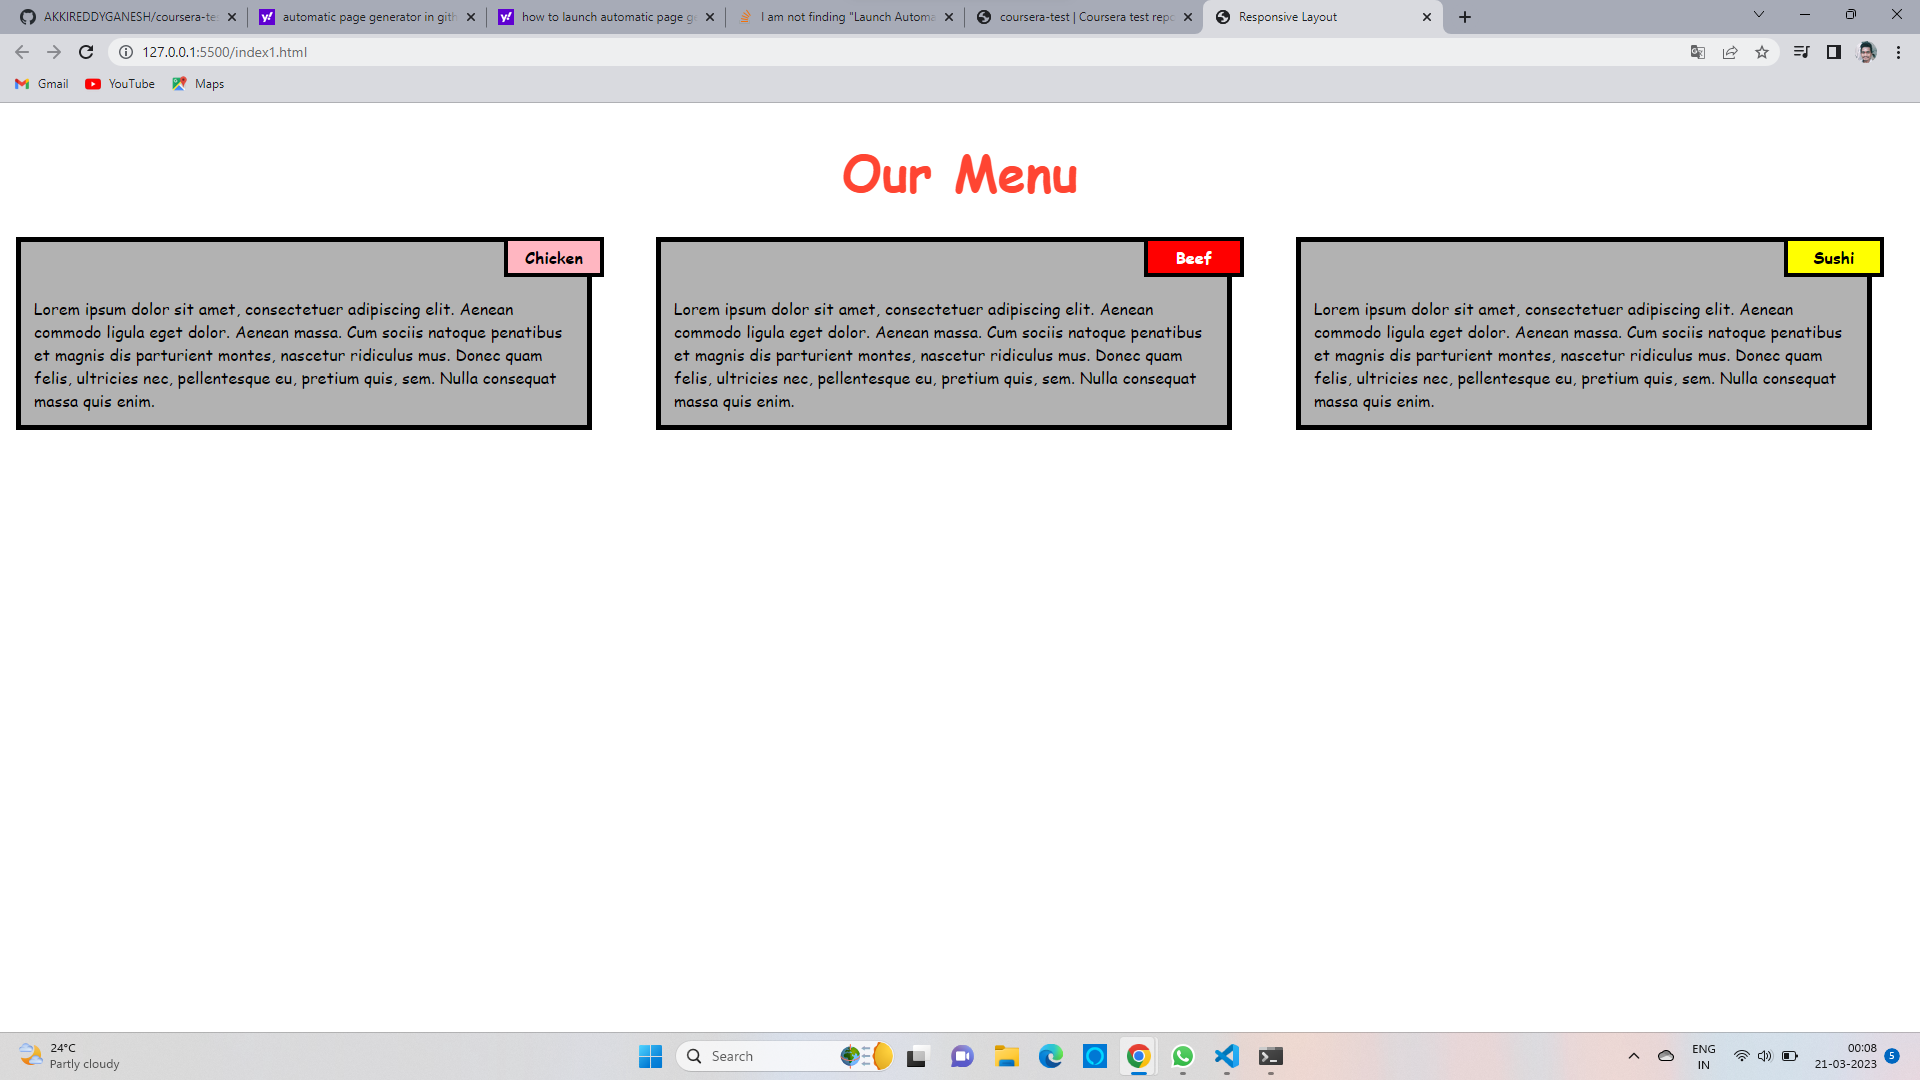 AKKIREDDYGANESH/coursera-te
automatic page generator in gith
how to launch automatic page g
I am not finding "Launch Automa
coursera-test | Coursera test repo
Responsive Layout
127.0.0.1:5500/index1.html
Gmail
YouTube
Maps
Our Menu
Chicken
Lorem ipsum dolor sit amet, consectetuer adipiscing elit. Aenean
commodo ligula eget dolor. Aenean massa. Cum sociis natoque penatibus
et magnis dis parturient montes, nascetur ridiculus mus. Donec quam
felis, ultricies nec, pellentesque eu, pretium quis, sem. Nulla consequat
massa quis enim.
Beef
Lorem ipsum dolor sit amet, consectetuer adipiscing elit. Aenean
commodo ligula eget dolor. Aenean massa. Cum sociis natoque penatibus
et magnis dis parturient montes, nascetur ridiculus mus. Donec quam
felis, ultricies nec, pellentesque eu, pretium quis, sem. Nulla consequat
massa quis enim.
Sushi
Lorem ipsum dolor sit amet, consectetuer adipiscing elit. Aenean
commodo ligula eget dolor. Aenean massa. Cum sociis natoque penatibus
et magnis dis parturient montes, nascetur ridiculus mus. Donec quam
felis, ultricies nec, pellentesque eu, pretium quis, sem. Nulla consequat
massa quis enim.
24°C
Partly cloudy
Search
ENG
IN
00:08
21-03-2023
5